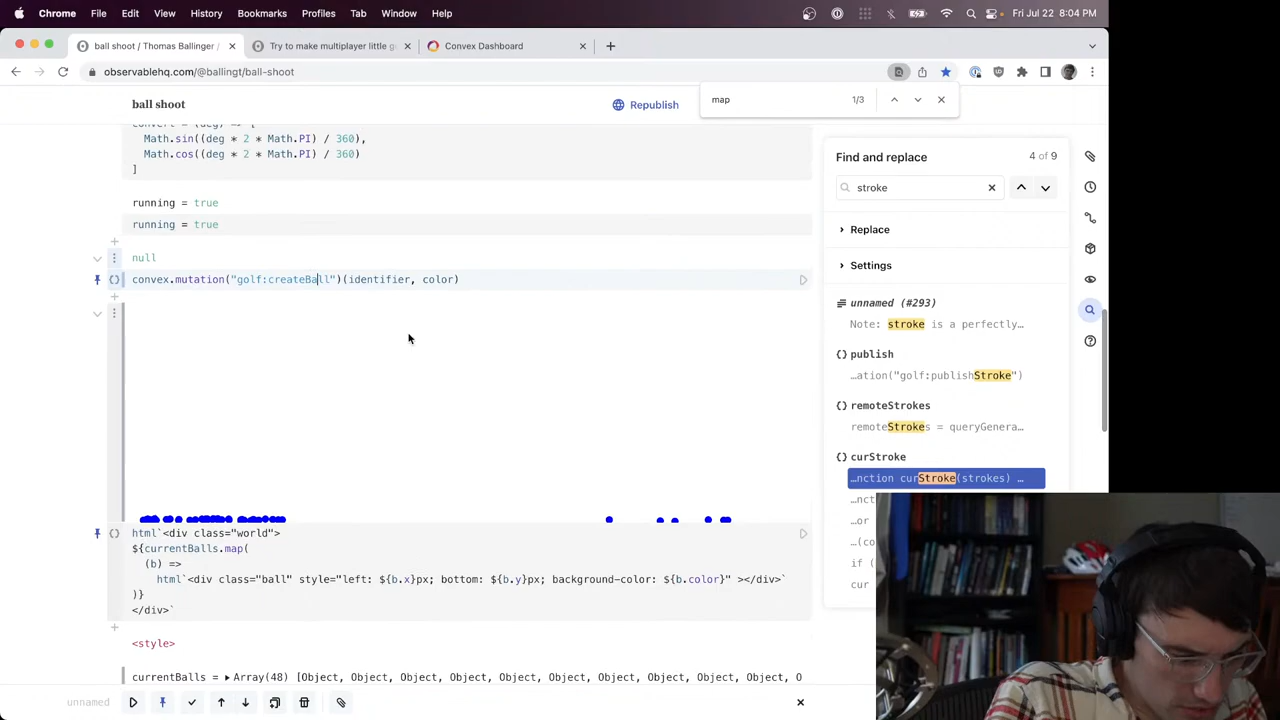 Chrome File Edit View History Bookmarks Profiles Tab Window Help Fri Jul 22 8:04 PM
ball shoot / Thomas Ballinger / Try to make multiplayer little g Convex Dashboard
observablehq.com/@ballingt/ball-shoot
map 1/3
ball shoot Republish
Math.sin((deg * 2 * Math.PI) / 360),
Math.cos((deg * 2 * Math.PI) / 360)
]
running = true
running = true
null
convex.mutation("golf:createBall")(identifier, color)
html`<div class="world">
${currentBalls.map(
(b) =>
html`<div class="ball" style="left: ${b.x}px; bottom: ${b.y}px; background-color: ${b.color}" ></div>`
)}
</div>`
<style>
currentBalls = ▸ Array(48) [Object, Object, Object, Object, Object, Object, Object, Object, Object, Object, O
unnamed
Find and replace 4 of 9
stroke
Replace
Settings
unnamed (#293)
Note: stroke is a perfectly…
{} publish
…ation("golf:publishStroke")
{} remoteStrokes
remoteStrokes = queryGenera…
{} curStroke
…nction curStroke(strokes) …
…nct
…or
…(co
if (
cur